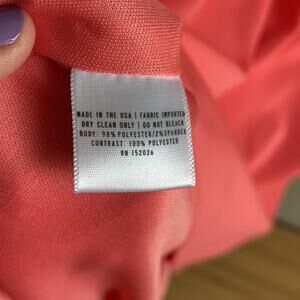 MADE IN THE USA | FABRIC IMPORTED
DRY CLEAN ONLY | DO NOT BLEACH
BODY: 98% POLYESTER/2% SPANDEX
CONTRAST: 100% POLYESTER
RN 152026